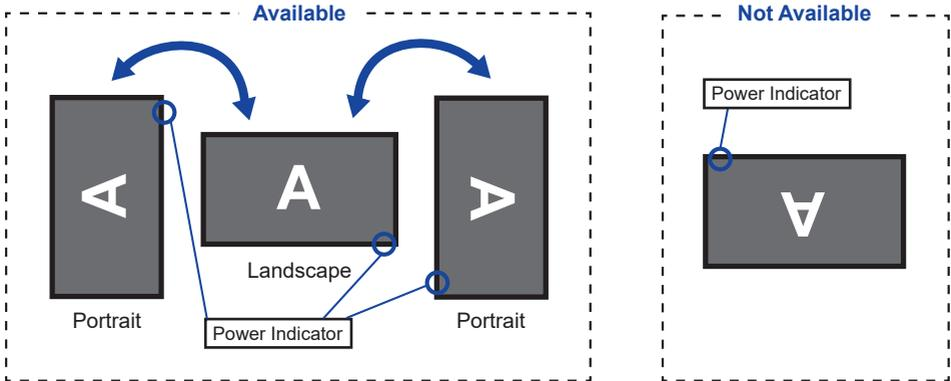 Available
Not Available
Power Indicator
A
A
A
A
Landscape
Portrait
Power Indicator
Portrait